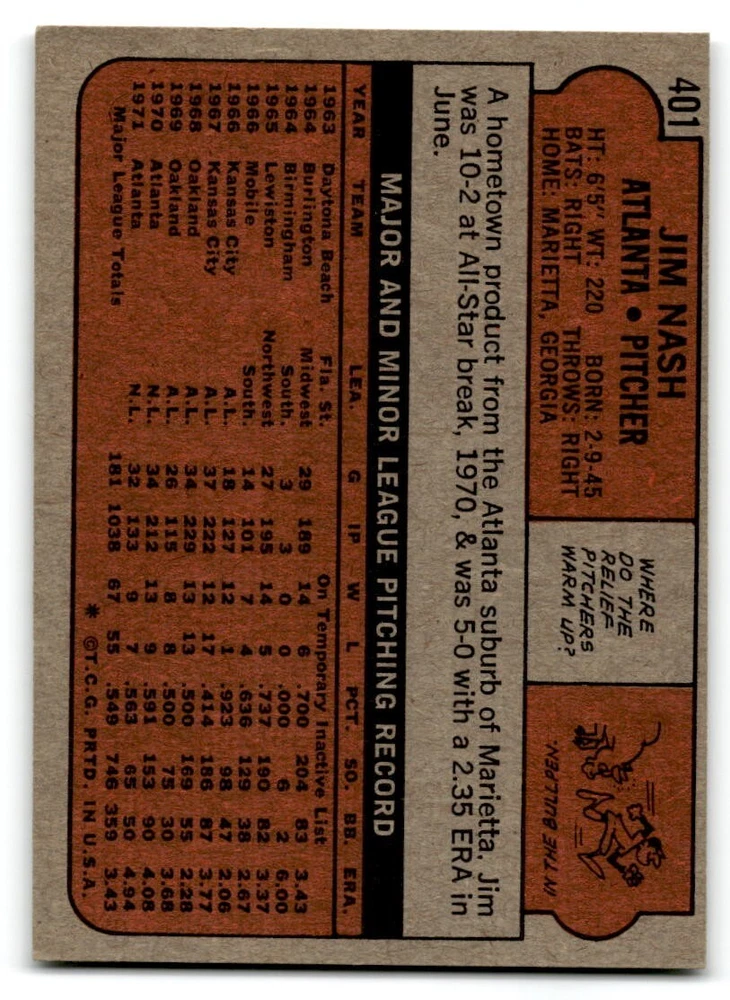 401
JIM NASH
ATLANTA • PITCHER
HT: 6'5" WT: 220 BORN: 2-9-45
BATS: RIGHT THROWS: RIGHT
HOME: MARIETTA, GEORGIA
WHERE
DO THE
RELIEF
PITCHERS
WARM UP?
IN THE BULLPEN.
A hometown product from the Atlanta suburb of Marietta, Jim
was 10-2 at All-Star break, 1970, & was 5-0 with a 2.35 ERA in
June.
MAJOR AND MINOR LEAGUE PITCHING RECORD
YEAR TEAM LEA. G IP W L PCT. SO. BB. ERA.
1963 Daytona Beach Fla. St. On Temporary Inactive List
1964 Burlington Midwest 29 189 14 6 .700 204 83 3.43
1964 Birmingham South. 3 3 0 0 .000 6 2 6.00
1965 Lewiston Northwest 27 195 14 5 .737 190 82 3.37
1966 Mobile South. 14 101 7 4 .636 129 38 2.67
1966 Kansas City A.L. 18 127 12 1 .923 98 47 2.06
1967 Kansas City A.L. 37 222 12 17 .414 186 87 3.77
1968 Oakland A.L. 34 229 13 13 .500 169 55 2.28
1969 Oakland A.L. 26 115 8 8 .500 75 30 3.68
1970 Atlanta N.L. 34 212 13 9 .591 153 90 4.08
1971 Atlanta N.L. 32 133 9 7 .563 65 50 4.94
Major League Totals 181 1038 67 55 .549 746 359 3.43
* ©T.C.G. PRTD. IN U.S.A.